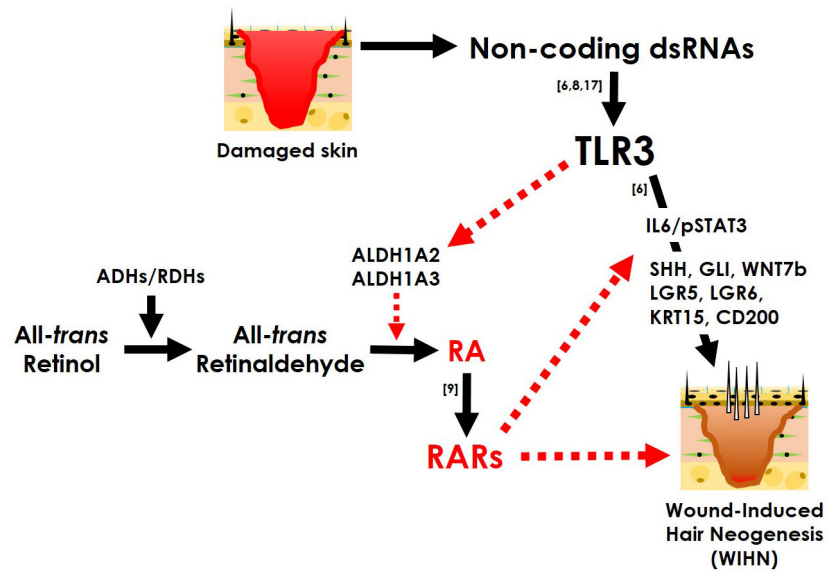 Non-coding dsRNAs
Damaged skin
[6,8,17]
TLR3
[6]
IL6/pSTAT3
SHH, GLI, WNT7b
LGR5, LGR6,
KRT15, CD200
ALDH1A2
ALDH1A3
ADHs/RDHs
All-trans
Retinol
All-trans
Retinaldehyde
RA
[9]
RARs
Wound-Induced
Hair Neogenesis
(WIHN)